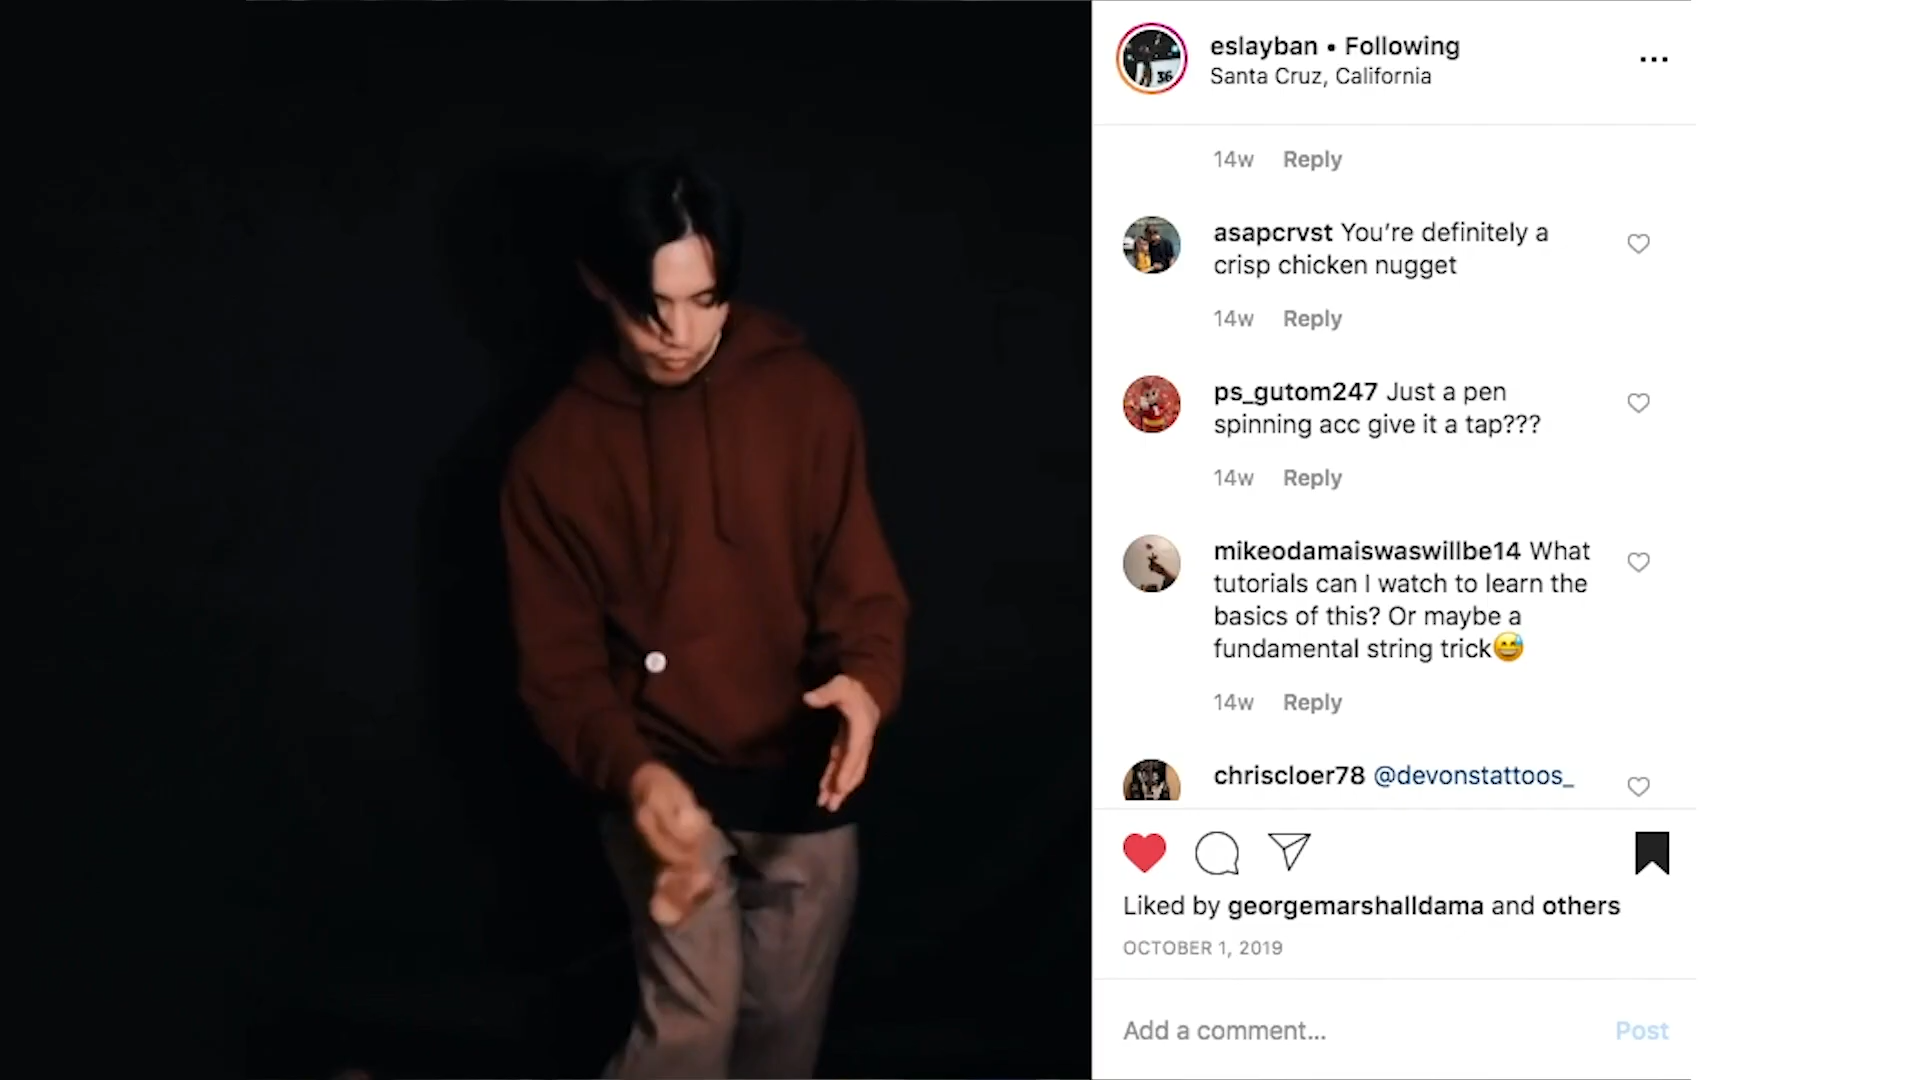 eslayban • Following
Santa Cruz, California
36
14w Reply
asapcrvst You’re definitely a
crisp chicken nugget
14w Reply
ps_gutom247 Just a pen
spinning acc give it a tap???
14w Reply
mikeodamaiswaswillbe14 What
tutorials can I watch to learn the
basics of this? Or maybe a
fundamental string trick😅
14w Reply
chriscloer78 @devonstattoos_
Liked by georgemarshalldama and others
OCTOBER 1, 2019
Add a comment... Post